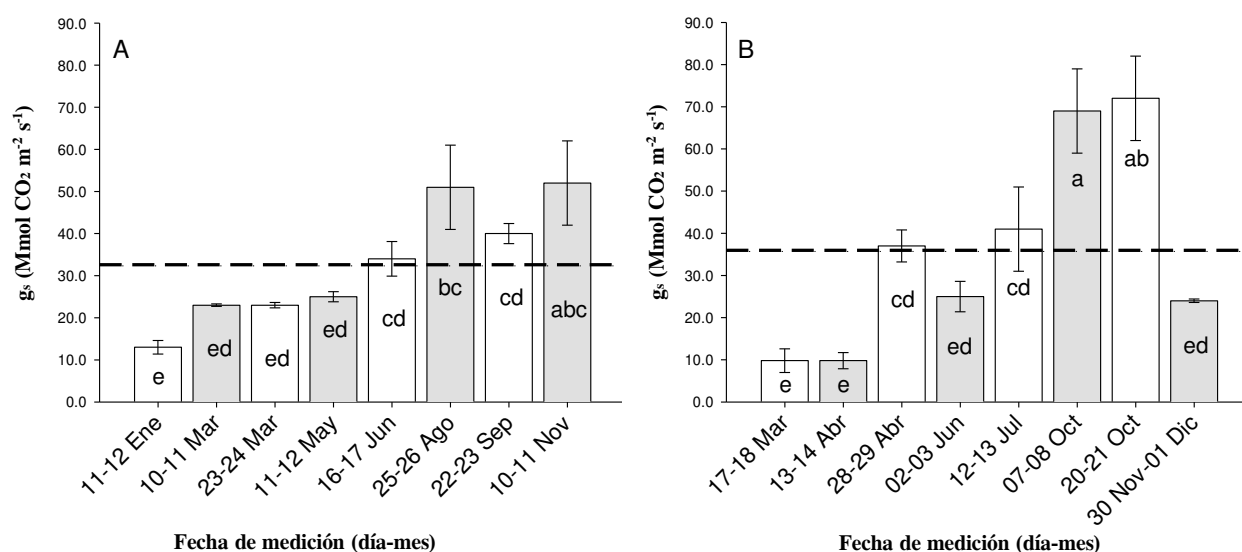 A
90.0
80.0
70.0
60.0
50.0
40.0
30.0
20.0
10.0
0.0
gs (Mmol CO2 m-2 s-1)
e
ed
ed
ed
cd
bc
cd
abc
11-12 Ene
10-11 Mar
23-24 Mar
11-12 May
16-17 Jun
25-26 Ago
22-23 Sep
10-11 Nov
Fecha de medición (día-mes)
B
90.0
80.0
70.0
60.0
50.0
40.0
30.0
20.0
10.0
0.0
gs (Mmol CO2 m-2 s-1)
e
e
cd
ed
cd
a
ab
ed
17-18 Mar
13-14 Abr
28-29 Abr
02-03 Jun
12-13 Jul
07-08 Oct
20-21 Oct
30 Nov-01 Dic
Fecha de medición (día-mes)